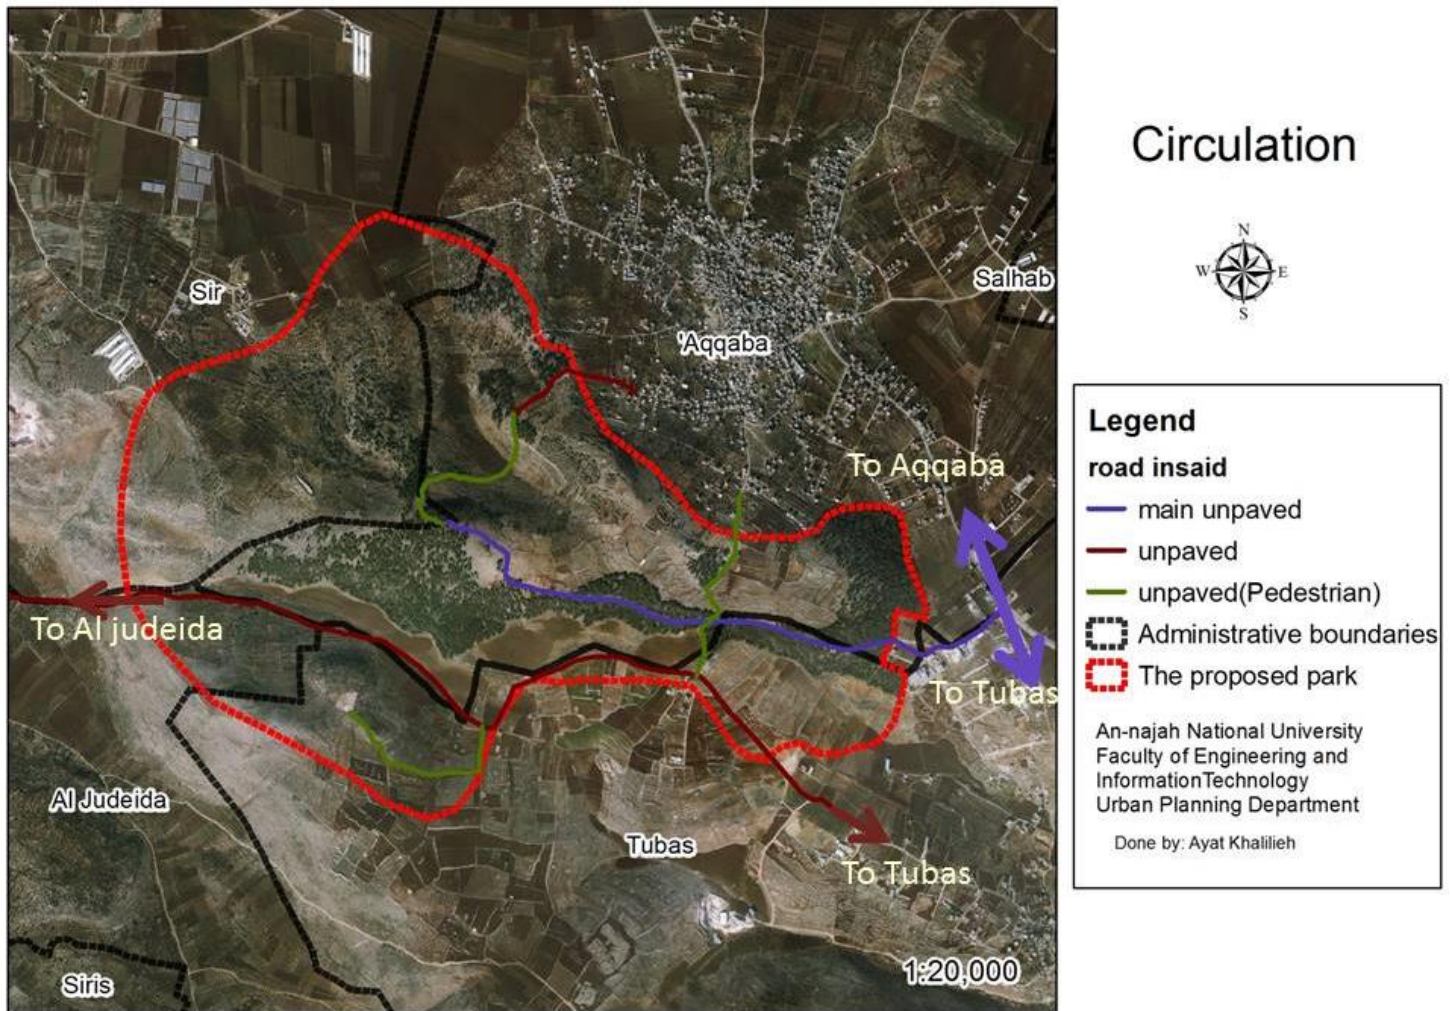 Circulation
N
W
E
S
Sir
Salhab
'Aqqaba
To Aqqaba
To Al judeida
To Tubas
Al Judeida
Tubas
To Tubas
1:20,000
Siris
Legend
road insaid
main unpaved
unpaved
unpaved(Pedestrian)
Administrative boundaries
The proposed park
An-najah National University
Faculty of Engineering and
InformationTechnology
Urban Planning Department
Done by: Ayat Khalilieh